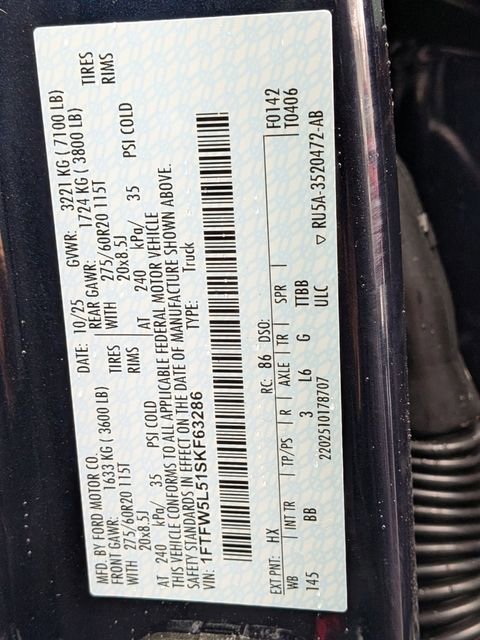 MFD. BY FORD MOTOR CO. DATE: 10/25 GVWR: 3221 KG ( 7100 LB)
FRONT GAWR: 1633 KG ( 3600 LB) REAR GAWR: 1724 KG ( 3800 LB)
WITH 275/60R20 115T TIRES WITH 275/60R20 115T TIRES
20x8.5J RIMS 20x8.5J RIMS
AT 240 kPa/ 35 PSI COLD AT 240 kPa/ 35 PSI COLD
THIS VEHICLE CONFORMS TO ALL APPLICABLE FEDERAL MOTOR VEHICLE
SAFETY STANDARDS IN EFFECT ON THE DATE OF MANUFACTURE SHOWN ABOVE.
VIN: 1FTFW5L51SKF63286 TYPE: Truck
F0142
T0406
EXT PNT: HX RC: 86 DSO:
WB INT TR TP/PS R AXLE TR SPR
145 BB 3 L6 G TTBB
2202510178707 ULC
▽ RU5A-3520472-AB